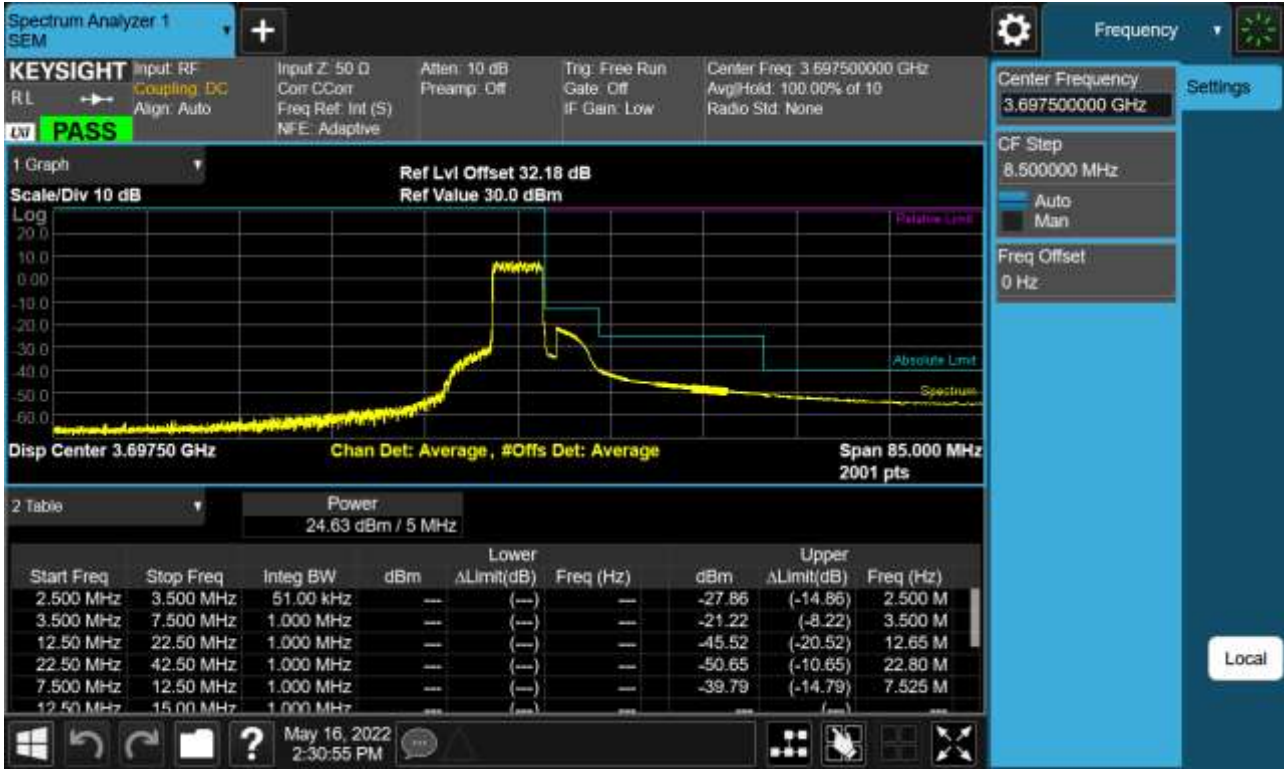 Spectrum Analyzer 1
SEM
Frequency
KEYSIGHT
RL
LXI
PASS
Input: RF
Coupling: DC
Align: Auto
Input Z: 50 Ω
Corr CCorr
Freq Ref: Int (S)
NFE: Adaptive
Atten: 10 dB
Preamp: Off
Trig: Free Run
Gate: Off
IF Gain: Low
Center Freq: 3.697500000 GHz
Avg|Hold: 100.00% of 10
Radio Std: None
Center Frequency
3.697500000 GHz
Settings
CF Step
8.500000 MHz
Auto
Man
Freq Offset
0 Hz
Local
1 Graph
Scale/Div 10 dB
Ref Lvl Offset 32.18 dB
Ref Value 30.0 dBm
Log
20.0
10.0
0.00
-10.0
-20.0
-30.0
-40.0
-50.0
-60.0
Relative Limit
Absolute Limit
Spectrum
Disp Center 3.69750 GHz
Chan Det: Average, #Offs Det: Average
Span 85.000 MHz
2001 pts
2 Table
Power
24.63 dBm / 5 MHz
Lower Upper
Start Freq Stop Freq Integ BW dBm ΔLimit(dB) Freq (Hz) dBm ΔLimit(dB) Freq (Hz)
2.500 MHz 3.500 MHz 51.00 kHz --- (---) --- -27.86 (-14.86) 2.500 M
3.500 MHz 7.500 MHz 1.000 MHz --- (---) --- -21.22 (-8.22) 3.500 M
12.50 MHz 22.50 MHz 1.000 MHz --- (---) --- -45.52 (-20.52) 12.65 M
22.50 MHz 42.50 MHz 1.000 MHz --- (---) --- -50.65 (-10.65) 22.80 M
7.500 MHz 12.50 MHz 1.000 MHz --- (---) --- -39.79 (-14.79) 7.525 M
12.50 MHz 15.00 MHz 1.000 MHz --- (---) --- --- (---) ---
May 16, 2022
2:30:55 PM